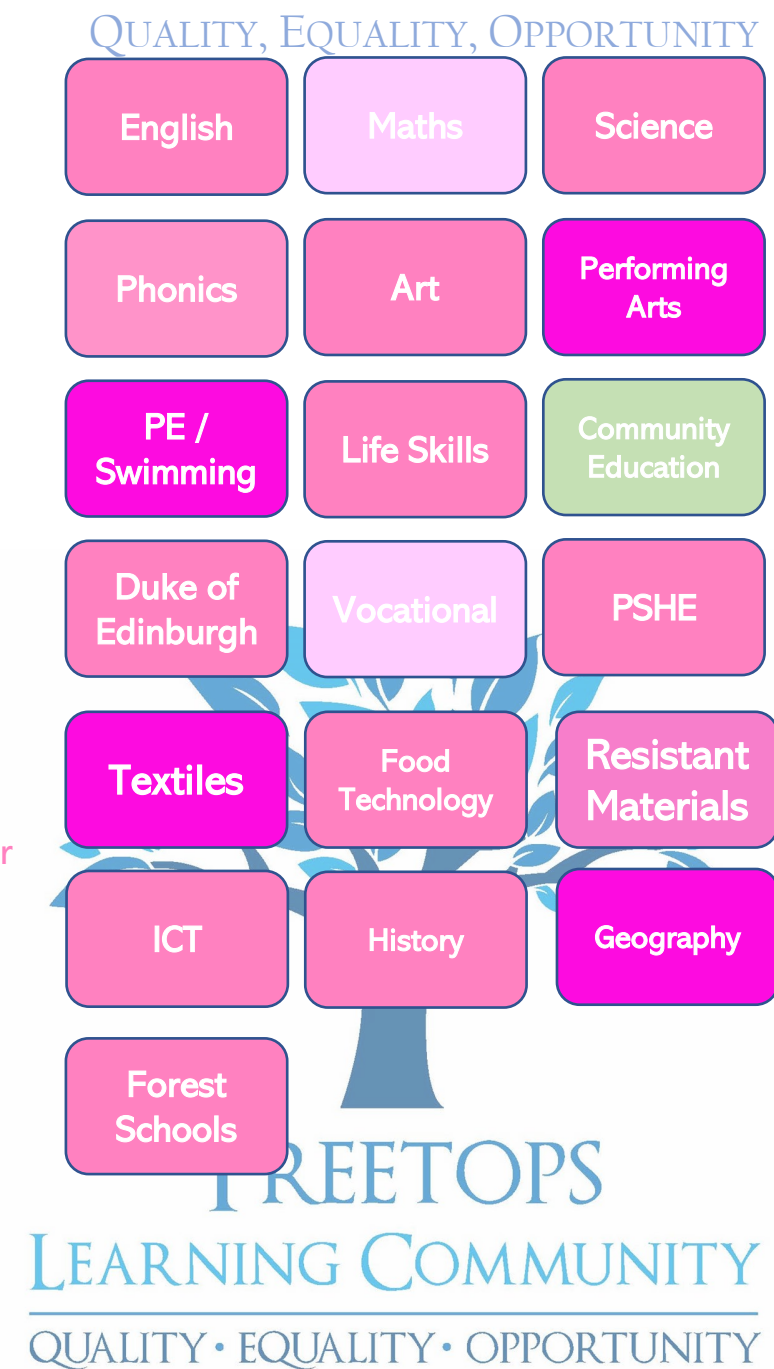 QUALITY, EQUALITY, OPPORTUNITY
English
Maths
Science
Phonics
Art
Performing
Arts
PE /
Swimming
Life Skills
Community
Education
Duke of
Edinburgh
Vocational
PSHE
Textiles
Food
Technology
Resistant
Materials
r
ICT
History
Geography
Forest
Schools
TREETOPS
LEARNING COMMUNITY
QUALITY • EQUALITY • OPPORTUNITY